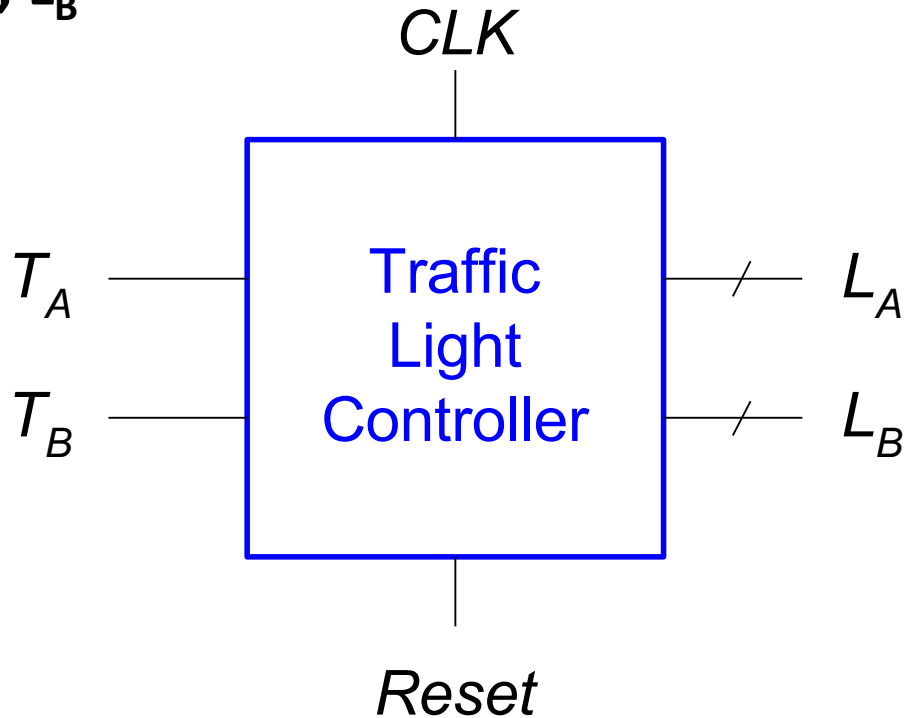 CLK
T_A
Traffic
Light
Controller
L_A
T_B
L_B
Reset